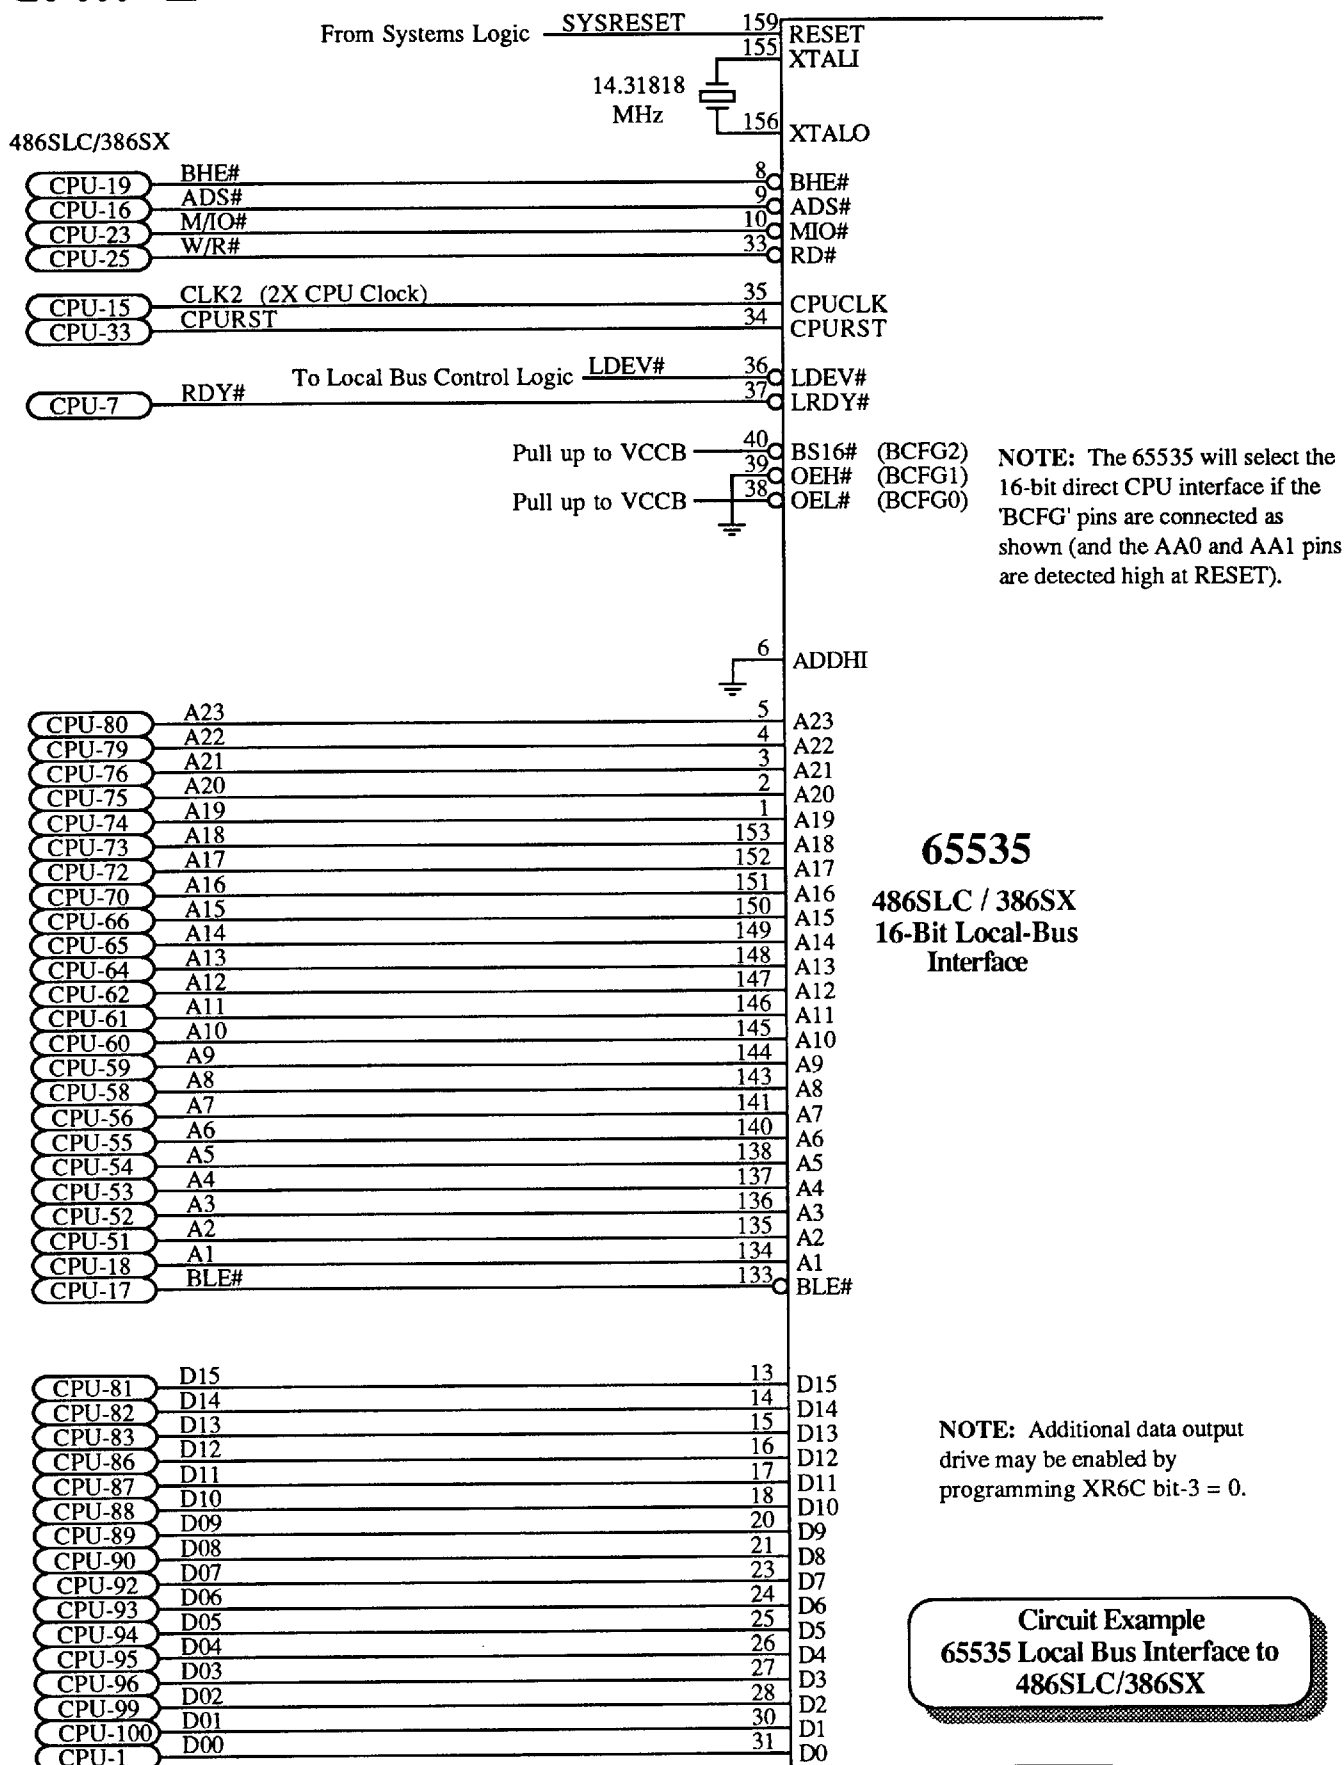 From Systems Logic SYSRESET 159 RESET
155 XTALI
14.31818
MHz
156 XTALO
486SLC/386SX
CPU-19 BHE# 8 BHE#
CPU-16 ADS# 9 ADS#
CPU-23 M/IO# 10 MIO#
CPU-25 W/R# 33 RD#
CPU-15 CLK2 (2X CPU Clock) 35 CPUCLK
CPU-33 CPURST 34 CPURST
To Local Bus Control Logic LDEV# 36 LDEV#
CPU-7 RDY# 37 LRDY#
Pull up to VCCB 40 BS16# (BCFG2)
39 OEH# (BCFG1)
Pull up to VCCB 38 OEL# (BCFG0)
NOTE: The 65535 will select the
16-bit direct CPU interface if the
'BCFG' pins are connected as
shown (and the AA0 and AA1 pins
are detected high at RESET).
6 ADDHI
CPU-80 A23 5 A23
CPU-79 A22 4 A22
CPU-76 A21 3 A21
CPU-75 A20 2 A20
CPU-74 A19 1 A19
CPU-73 A18 153 A18
CPU-72 A17 152 A17
CPU-70 A16 151 A16
CPU-66 A15 150 A15
CPU-65 A14 149 A14
CPU-64 A13 148 A13
CPU-62 A12 147 A12
CPU-61 A11 146 A11
CPU-60 A10 145 A10
CPU-59 A9 144 A9
CPU-58 A8 143 A8
CPU-56 A7 141 A7
CPU-55 A6 140 A6
CPU-54 A5 138 A5
CPU-53 A4 137 A4
CPU-52 A3 136 A3
CPU-51 A2 135 A2
CPU-18 A1 134 A1
CPU-17 BLE# 133 BLE#
65535
486SLC / 386SX
16-Bit Local-Bus
Interface
CPU-81 D15 13 D15
CPU-82 D14 14 D14
CPU-83 D13 15 D13
CPU-86 D12 16 D12
CPU-87 D11 17 D11
CPU-88 D10 18 D10
CPU-89 D09 20 D9
CPU-90 D08 21 D8
CPU-92 D07 23 D7
CPU-93 D06 24 D6
CPU-94 D05 25 D5
CPU-95 D04 26 D4
CPU-96 D03 27 D3
CPU-99 D02 28 D2
CPU-100 D01 30 D1
CPU-1 D00 31 D0
NOTE: Additional data output
drive may be enabled by
programming XR6C bit-3 = 0.
Circuit Example
65535 Local Bus Interface to
486SLC/386SX